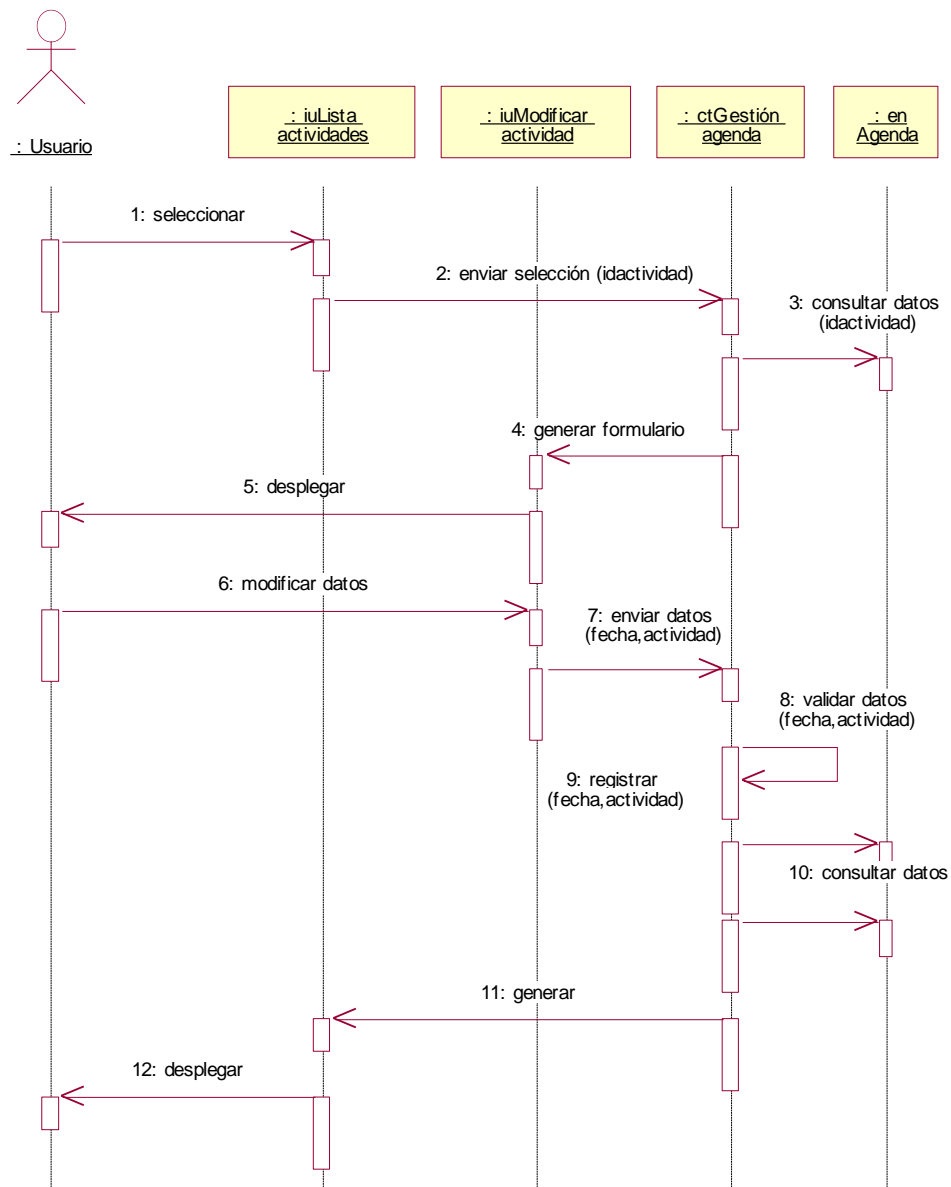 : Usuario
: iuLista
actividades
: iuModificar
actividad
: ctGestión
agenda
: en
Agenda
1: seleccionar
2: enviar selección (idactividad)
3: consultar datos
(idactividad)
4: generar formulario
5: desplegar
6: modificar datos
7: enviar datos
(fecha,actividad)
8: validar datos
(fecha,actividad)
9: registrar
(fecha,actividad)
10: consultar datos
11: generar
12: desplegar